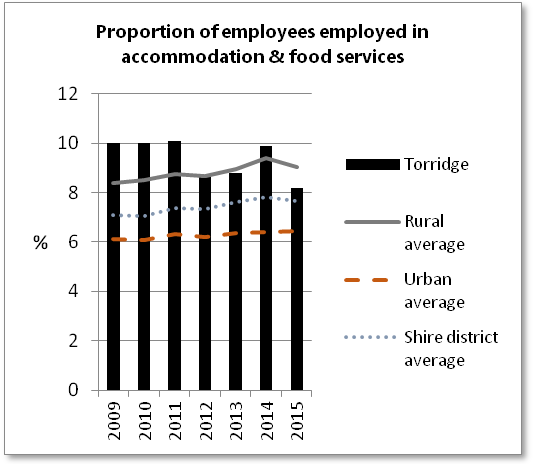 Proportion of employees employed in
accommodation & food services
12
10
8
6
4
2
0
%
2009
2010
2011
2012
2013
2014
2015
Torridge
Rural
average
Urban
average
Shire district
average